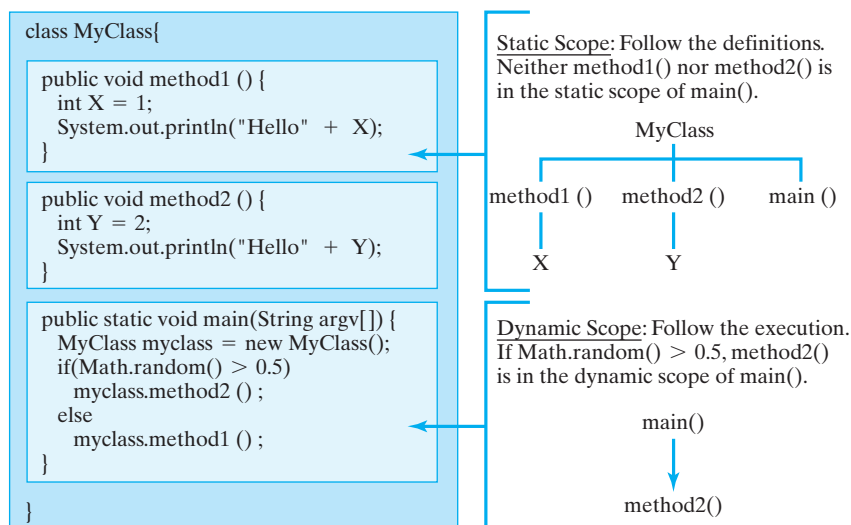 class MyClass{
public void method1 () {
int X = 1;
System.out.println("Hello" + X);
}
public void method2 () {
int Y = 2;
System.out.println("Hello" + Y);
}
public static void main(String argv[]) {
MyClass myclass = new MyClass();
if(Math.random() > 0.5)
myclass.method2 () ;
else
myclass.method1 () ;
}
}
Static Scope: Follow the definitions.
Neither method1() nor method2() is
in the static scope of main().
MyClass
method1 () method2 () main ()
X Y
Dynamic Scope: Follow the execution.
If Math.random() > 0.5, method2()
is in the dynamic scope of main().
main()
method2()